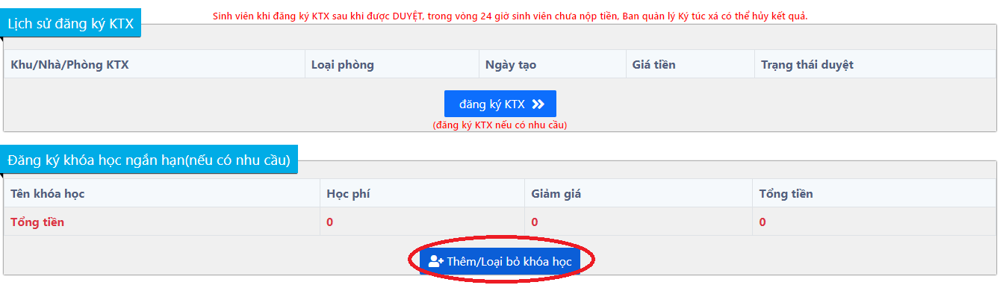 Sinh viên khi đăng ký KTX sau khi được DUYỆT, trong vòng 24 giờ sinh viên chưa nộp tiền, Ban quản lý Ký túc xá có thể hủy kết quả.
Lịch sử đăng ký KTX
Khu/Nhà/Phòng KTX Loại phòng Ngày tạo Giá tiền Trạng thái duyệt
đăng ký KTX
(đăng ký KTX nếu có nhu cầu)
Đăng ký khóa học ngắn hạn(nếu có nhu cầu)
Tên khóa học Học phí Giảm giá Tổng tiền
Tổng tiền 0 0 0
Thêm/Loại bỏ khóa học